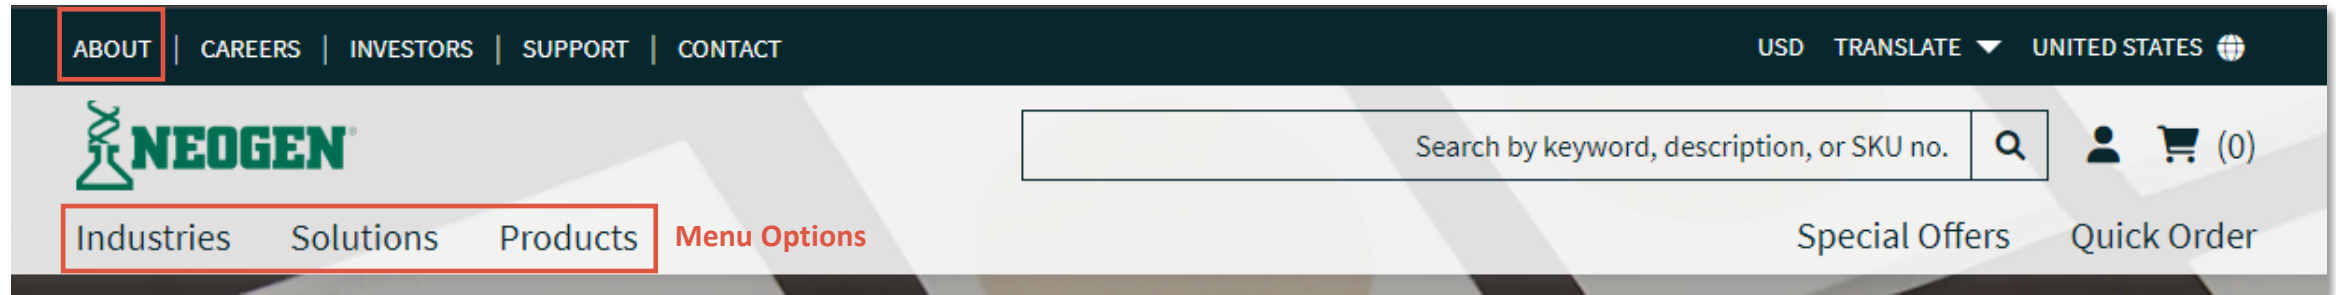 ABOUT | CAREERS | INVESTORS | SUPPORT | CONTACT USD TRANSLATE UNITED STATES
NEOGEN®
Search by keyword, description, or SKU no. (0)
Industries Solutions Products Menu Options Special Offers Quick Order